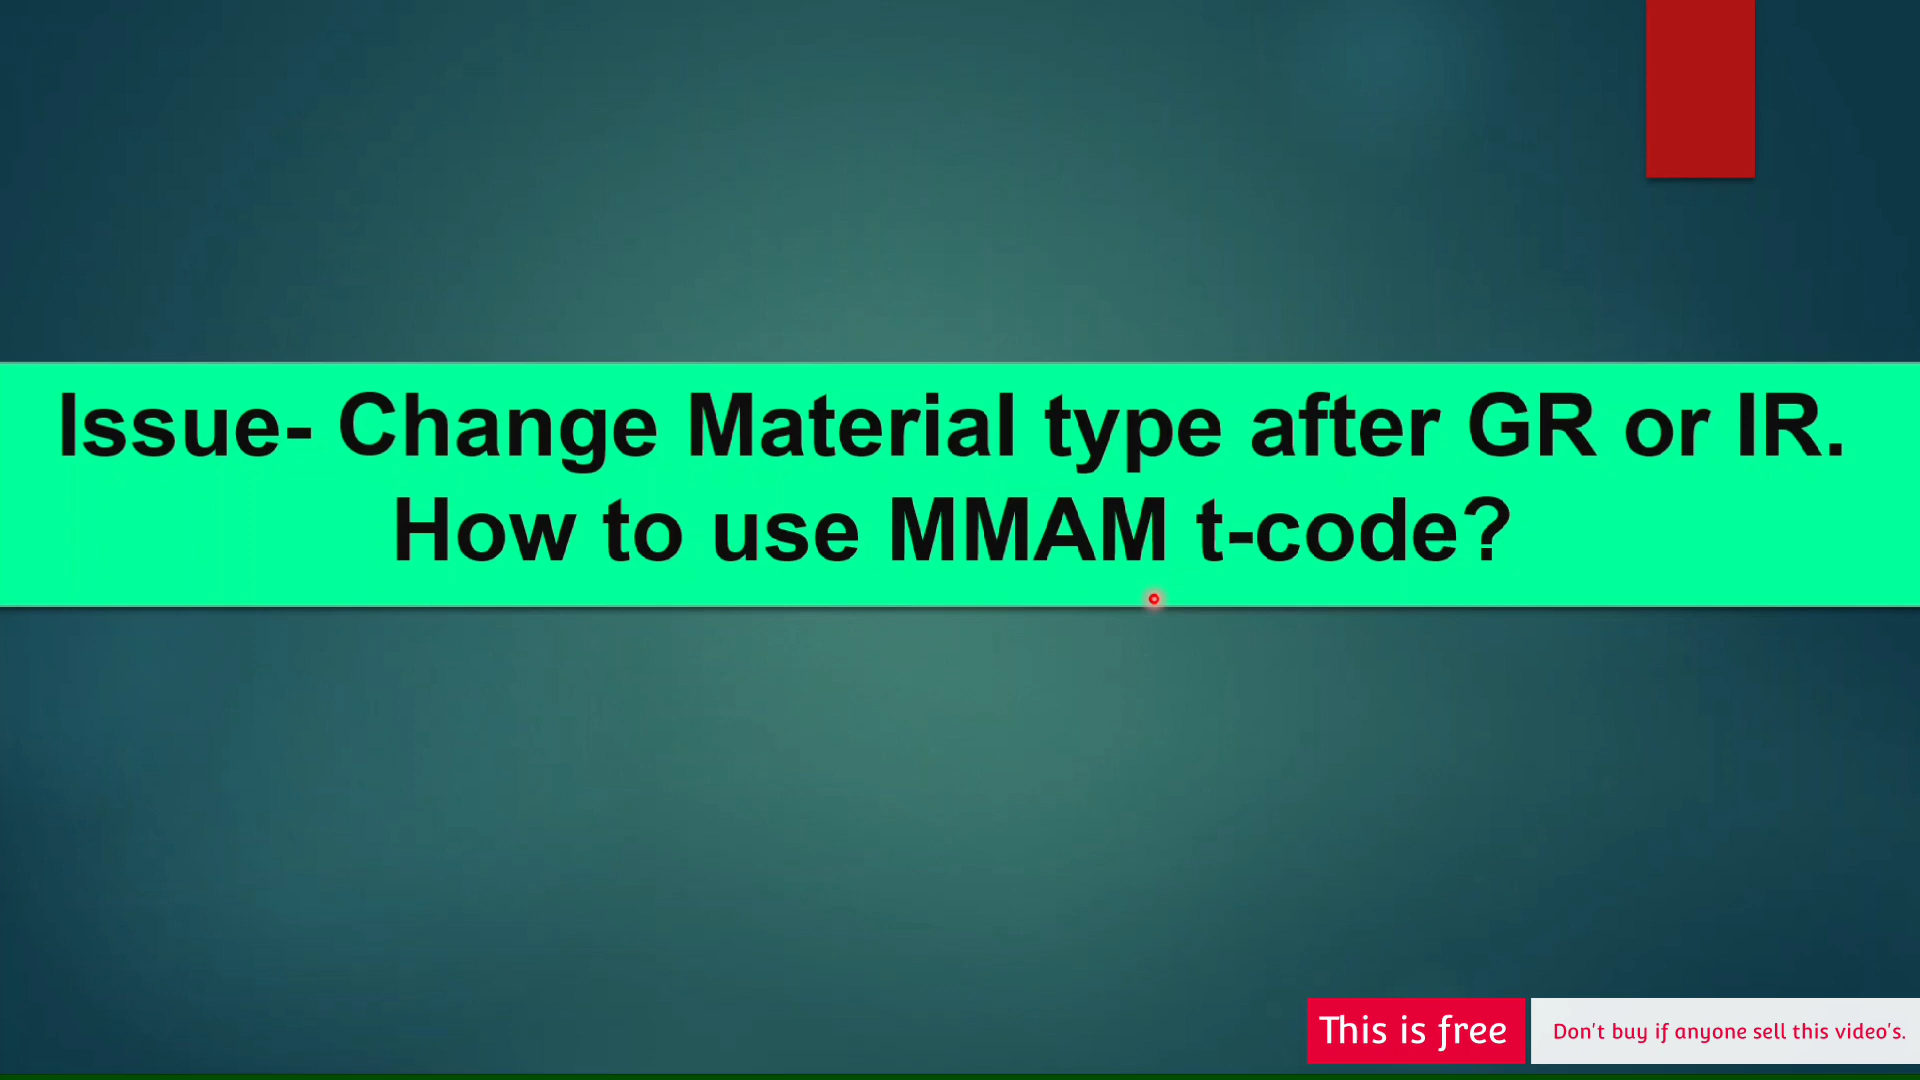 Issue- Change Material type after GR or IR.
How to use MMAM t-code?
This is free
Don't buy if anyone sell this video's.